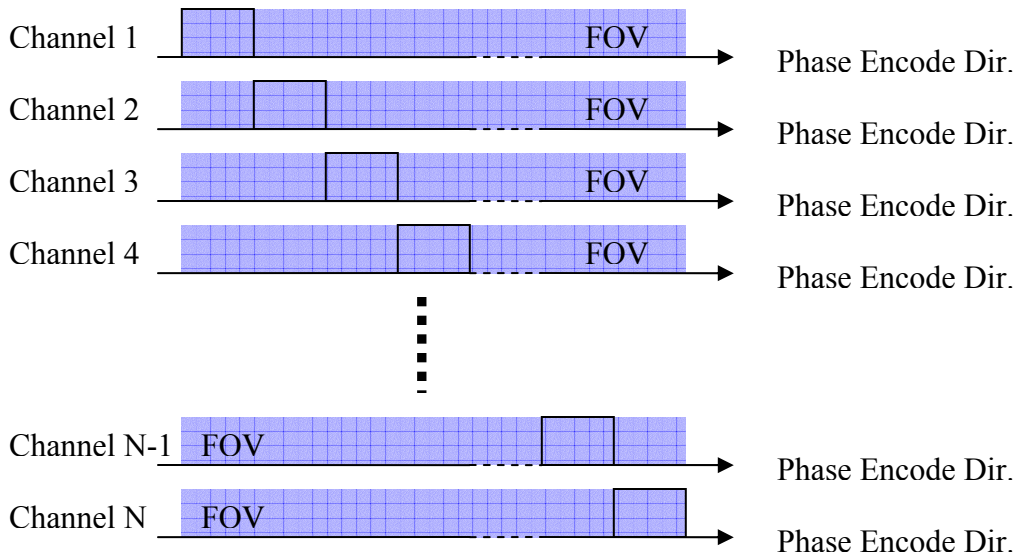 Channel 1 FOV
Phase Encode Dir.
Channel 2 FOV
Phase Encode Dir.
Channel 3 FOV
Phase Encode Dir.
Channel 4 FOV
Phase Encode Dir.
Channel N-1 FOV
Phase Encode Dir.
Channel N FOV
Phase Encode Dir.